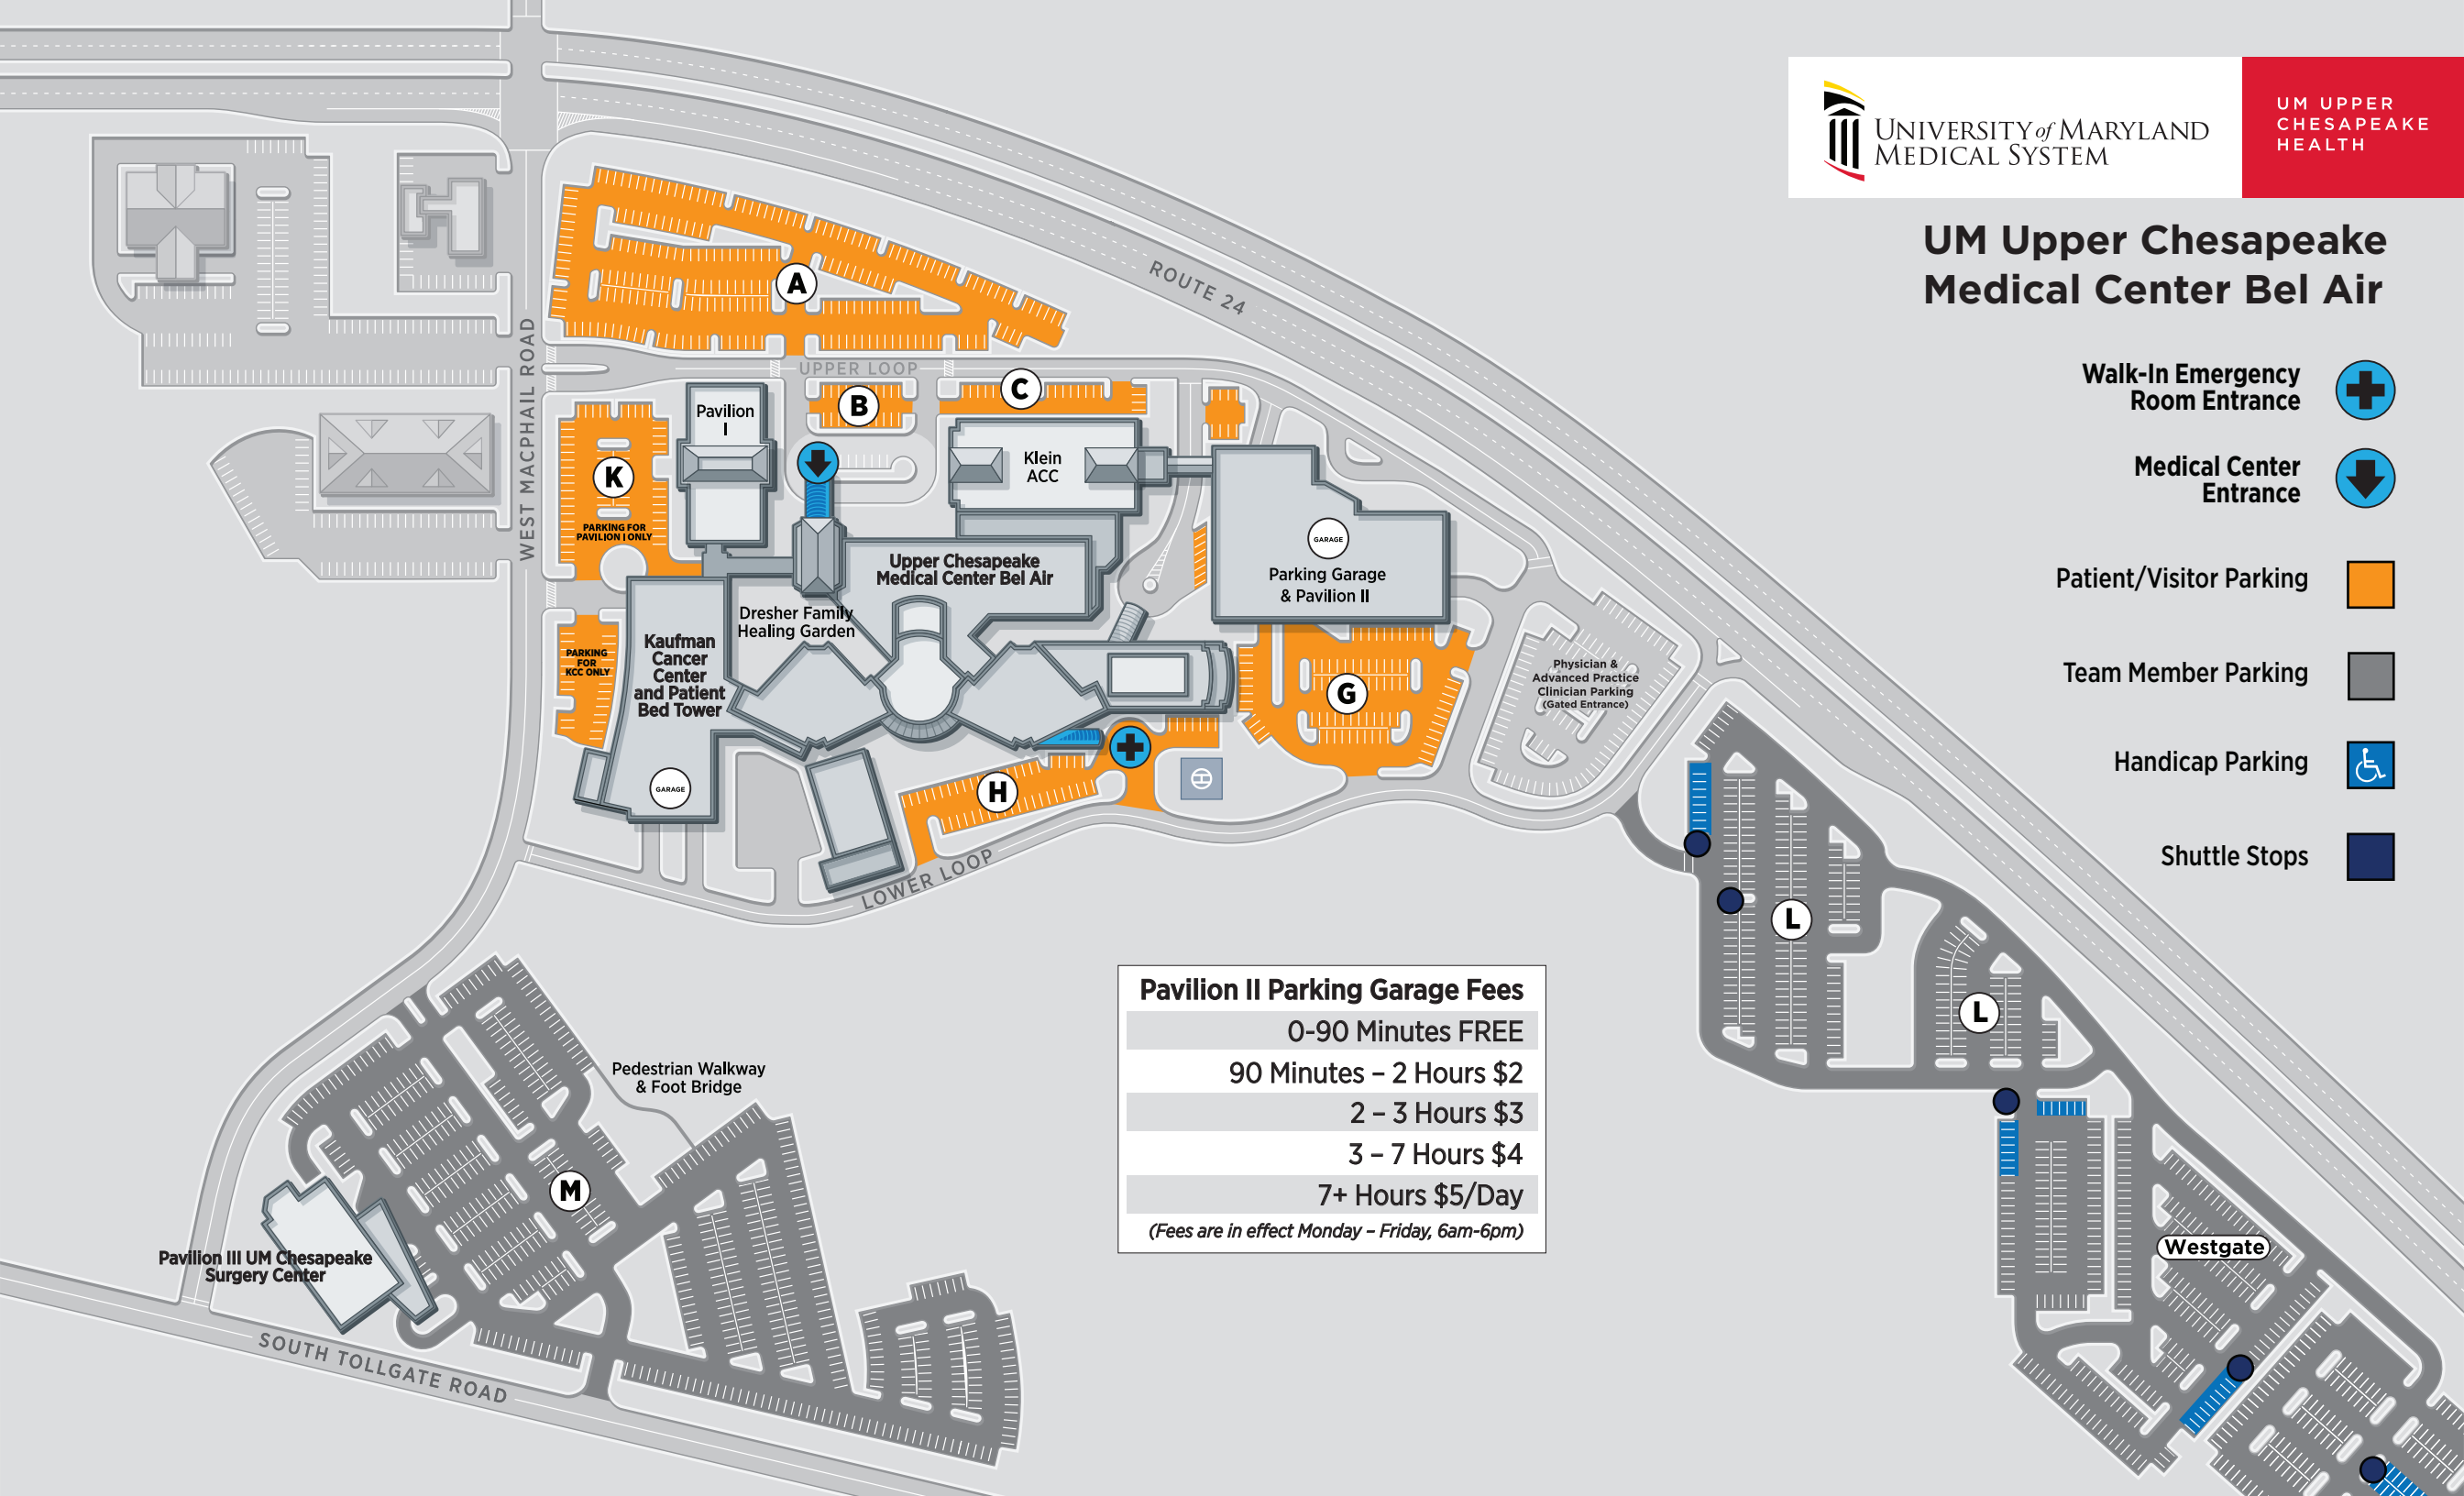 UNIVERSITY of MARYLAND
MEDICAL SYSTEM
UM UPPER
CHESAPEAKE
HEALTH
UM Upper Chesapeake
Medical Center Bel Air
Walk-In Emergency
Room Entrance
Medical Center
Entrance
Patient/Visitor Parking
Team Member Parking
Handicap Parking
Shuttle Stops
ROUTE 24
WEST MACPHAIL ROAD
UPPER LOOP
A
B
C
K
PARKING FOR
PAVILION I ONLY
Pavilion
I
Klein
ACC
GARAGE
Parking Garage
& Pavilion II
Upper Chesapeake
Medical Center Bel Air
Dresher Family
Healing Garden
PARKING
FOR
KCC ONLY
Kaufman
Cancer
Center
and Patient
Bed Tower
GARAGE
G
H
Physician &
Advanced Practice
Clinician Parking
(Gated Entrance)
LOWER LOOP
L
L
Westgate
Pedestrian Walkway
& Foot Bridge
M
Pavilion III UM Chesapeake
Surgery Center
SOUTH TOLLGATE ROAD
Pavilion II Parking Garage Fees
0-90 Minutes FREE
90 Minutes – 2 Hours $2
2 – 3 Hours $3
3 – 7 Hours $4
7+ Hours $5/Day
(Fees are in effect Monday – Friday, 6am-6pm)